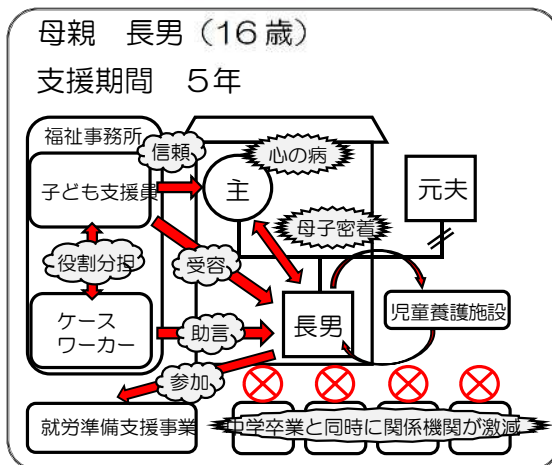 母親 長男（16歳）
支援期間 5年
福祉事務所
信頼
心の病
子ども支援員
主
元夫
母子密着
役割分担
受容
ケース
ワーカー
助言
長男
児童養護施設
参加
就労準備支援事業
中学卒業と同時に関係機関が激減